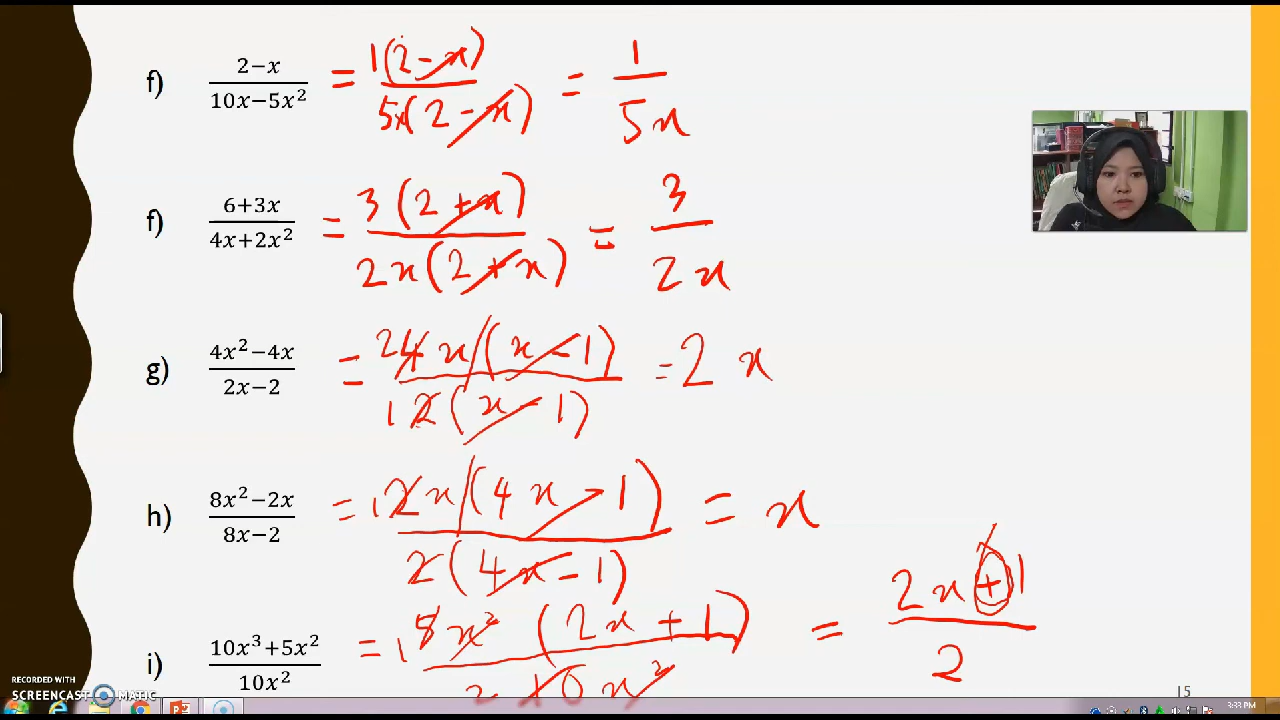 f) 2−x / 10x−5x² = 1(2−x) / 5x(2−x) = 1 / 5x
f) 6+3x / 4x+2x² = 3(2+x) / 2x(2+x) = 3 / 2x
g) 4x²−4x / 2x−2 = 2 4x(x−1) / 1 2(x−1) = 2x
h) 8x²−2x / 8x−2 = 1 2x(4x−1) / 2(4x−1) = x
i) 10x³+5x² / 10x² = 1 5x²(2x+1) / 2 10x² = 2x+1 / 2
15
RECORDED WITH
SCREENCAST MATIC
3:33 PM